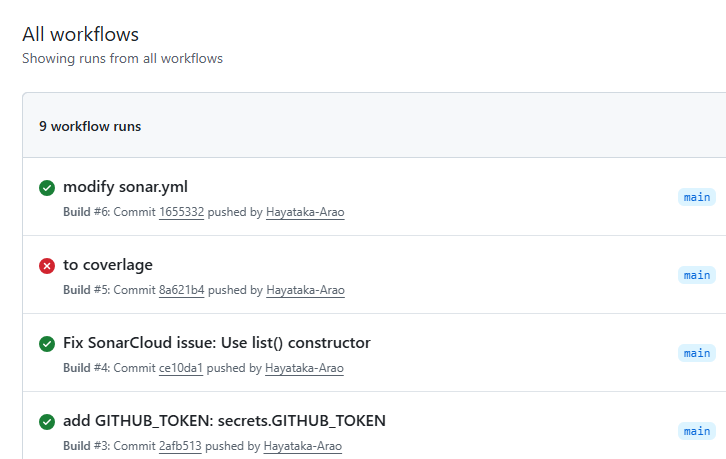 All workflows
Showing runs from all workflows
9 workflow runs
modify sonar.yml
main
Build #6: Commit 1655332 pushed by Hayataka-Arao
to coverlage
main
Build #5: Commit 8a621b4 pushed by Hayataka-Arao
Fix SonarCloud issue: Use list() constructor
main
Build #4: Commit ce10da1 pushed by Hayataka-Arao
add GITHUB_TOKEN: secrets.GITHUB_TOKEN
main
Build #3: Commit 2afb513 pushed by Hayataka-Arao